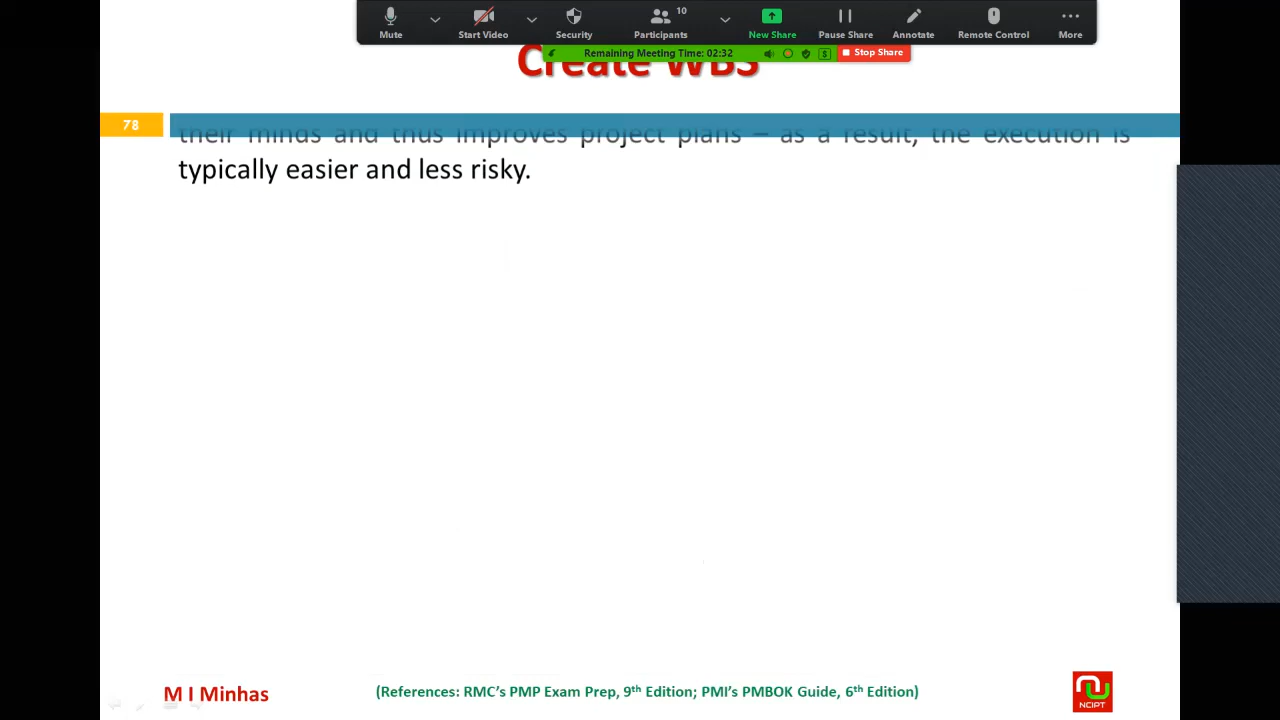 Mute
Start Video
Security
Participants
10
New Share
Pause Share
Annotate
Remote Control
More
Remaining Meeting Time: 02:32
Stop Share
Create WBS
78
their minds and thus improves project plans – as a result, the execution is
typically easier and less risky.
M I Minhas
(References: RMC's PMP Exam Prep, 9th Edition; PMI's PMBOK Guide, 6th Edition)
NCIPT